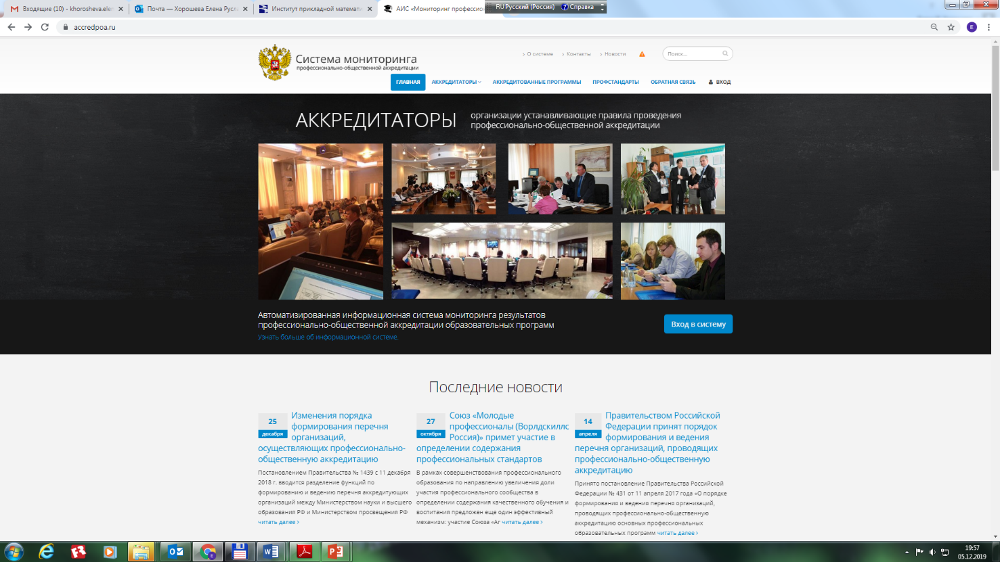 Входящие (10) - khorosheva.eler
Почта — Хорошева Елена Русл
Институт прикладной математи
АИС «Мониторинг професcион
RU Русский (Россия)
Справка
accredpoa.ru
E
Система мониторинга
профессионально-общественной аккредитации
О системе
Контакты
Новости
Поиск...
ГЛАВНАЯ
АККРЕДИТАТОРЫ
АККРЕДИТОВАННЫЕ ПРОГРАММЫ
ПРОФСТАНДАРТЫ
ОБРАТНАЯ СВЯЗЬ
ВХОД
АККРЕДИТАТОРЫ
организации устанавливающие правила проведения
профессионально-общественной аккредитации
Автоматизированная информационная система мониторинга результатов
профессионально-общественной аккредитации образовательных программ
Узнать больше об информационной системе.
Вход в систему
Последние новости
25
декабря
Изменения порядка
формирования перечня
организаций,
осуществляющих профессионально-
общественную аккредитацию
Постановлением Правительства № 1439 с 11 декабря
2018 г. вводится разделение функций по
формированию и ведению перечня аккредитующих
организаций между Министерством науки и высшего
образования РФ и Министерством просвещения РФ
читать далее ›
27
октября
Союз «Молодые
профессионалы (Ворлдскиллс
Россия)» примет участие в
определении содержания
профессиональных стандартов
В рамках совершенствования профессионального
образования по направлению увеличения доли
участия профессионального сообщества в
определении содержания качественного обучения и
воспитания предложен еще один эффективный
механизм: участие Союза «Аг читать далее ›
14
апреля
Правительством Российской
Федерации принят порядок
формирования и ведения
перечня организаций, проводящих
профессионально-общественную
аккредитацию
Принято постановление Правительства Российской
Федерации № 431 от 11 апреля 2017 года «О порядке
формирования и ведения перечня организаций,
проводящих профессионально-общественную
аккредитацию основных профессиональных
образовательных программ читать далее ›
19:57
05.12.2019